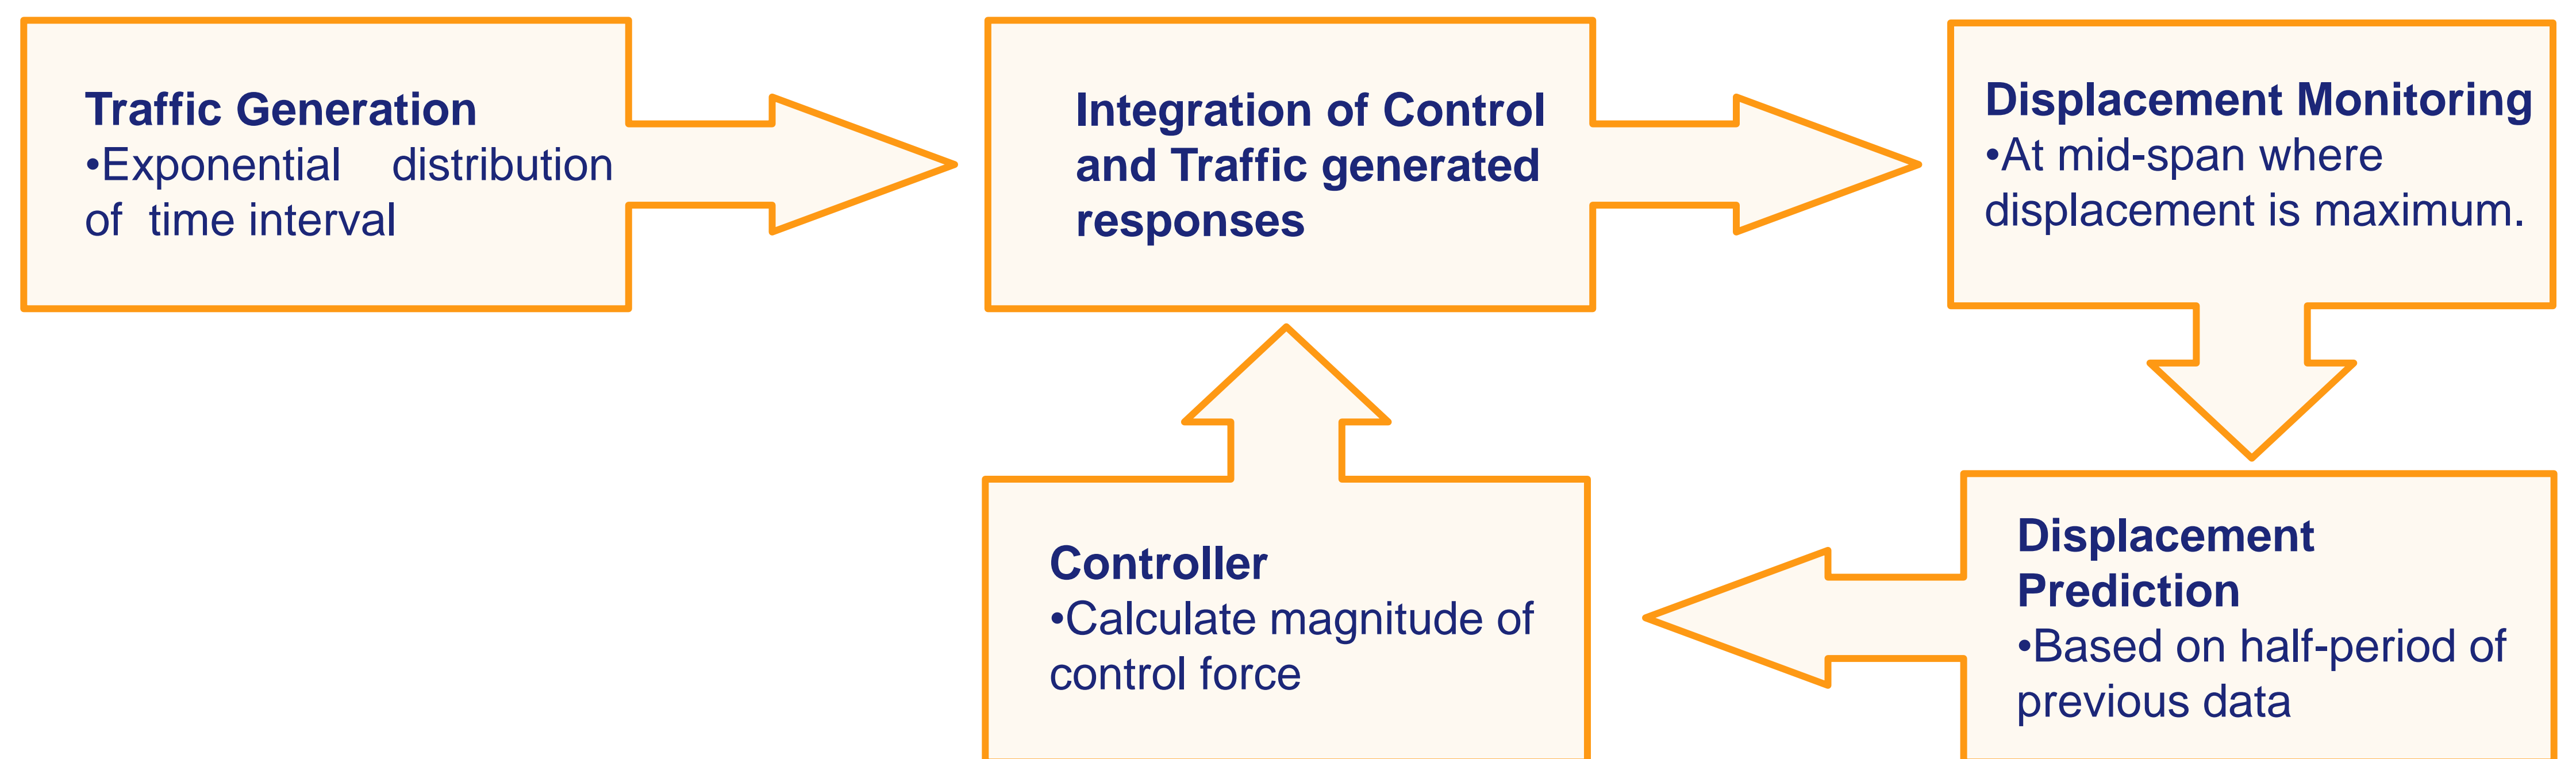 Traffic Generation
•Exponential distribution
of time interval
Integration of Control
and Traffic generated
responses
Displacement Monitoring
•At mid-span where
displacement is maximum.
Controller
•Calculate magnitude of
control force
Displacement
Prediction
•Based on half-period of
previous data